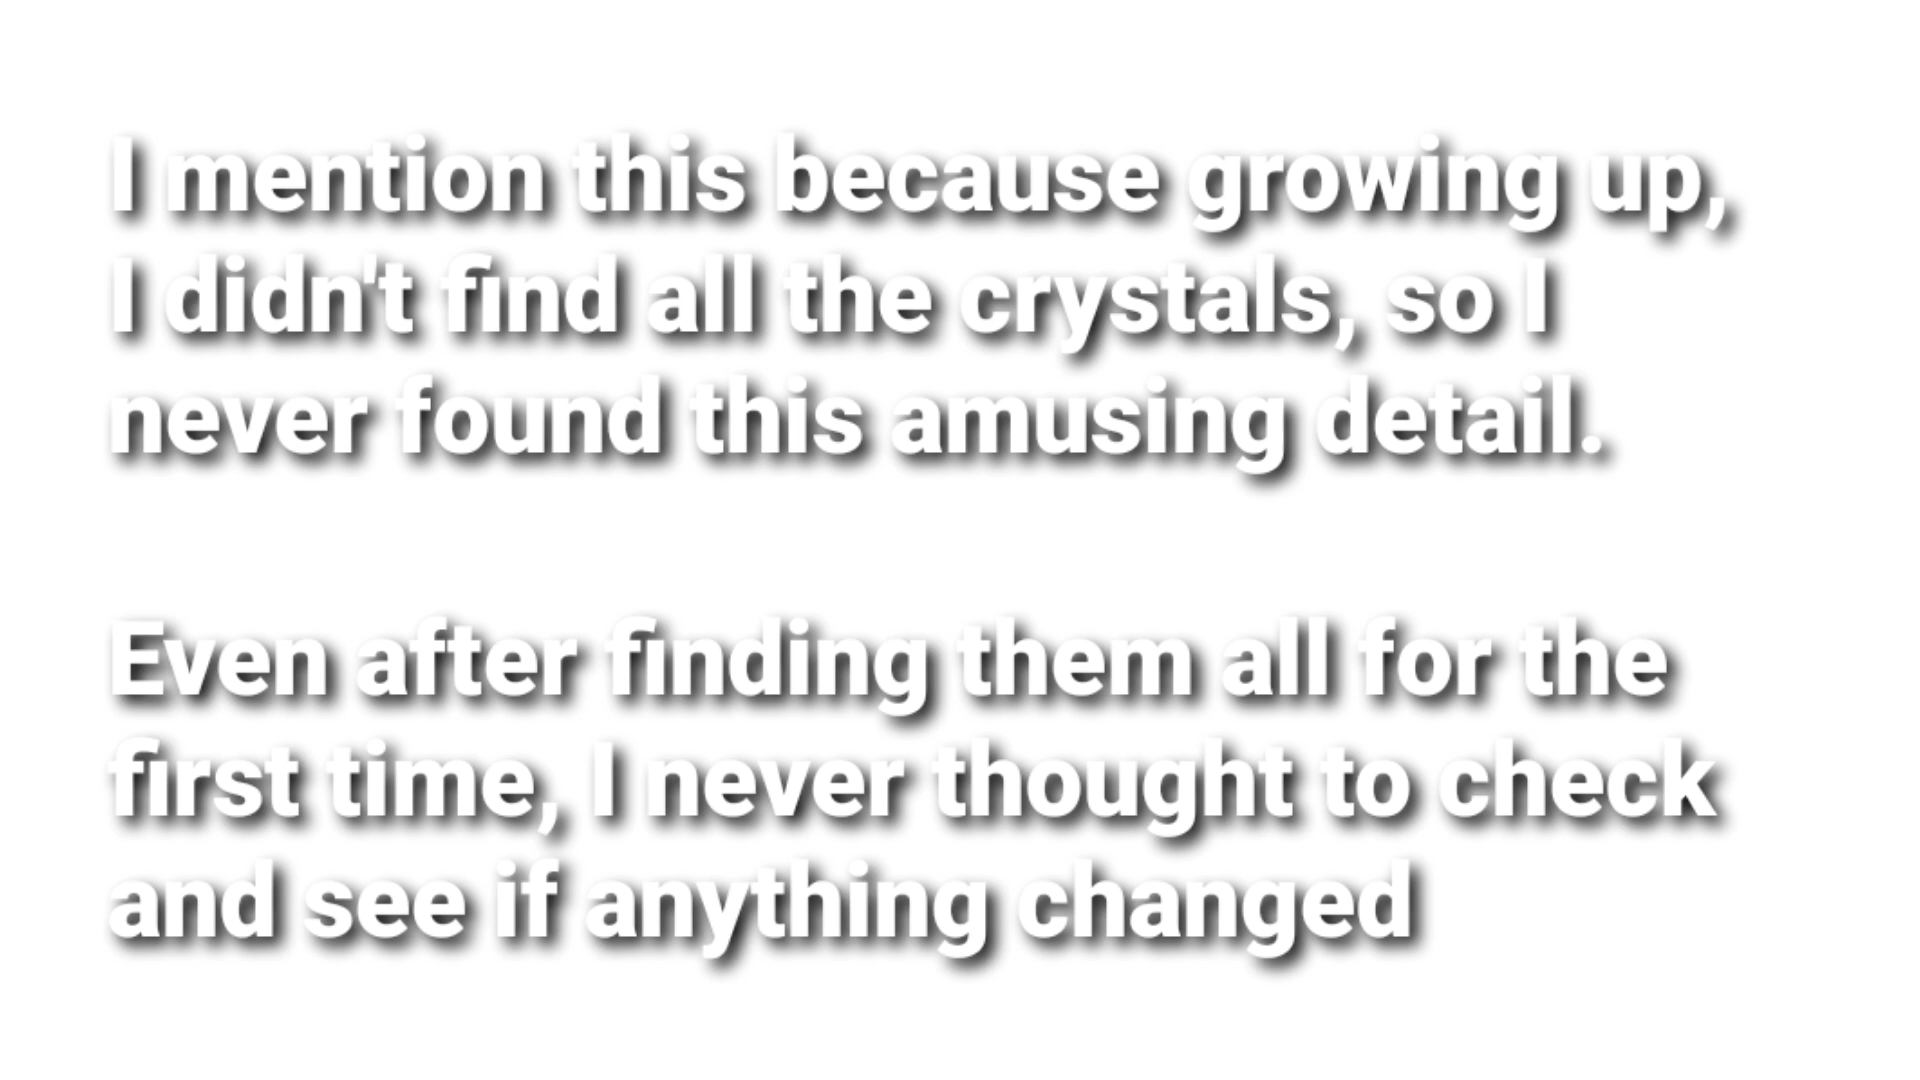 I mention this because growing up,
I didn't find all the crystals, so I
never found this amusing detail.
Even after finding them all for the
first time, I never thought to check
and see if anything changed